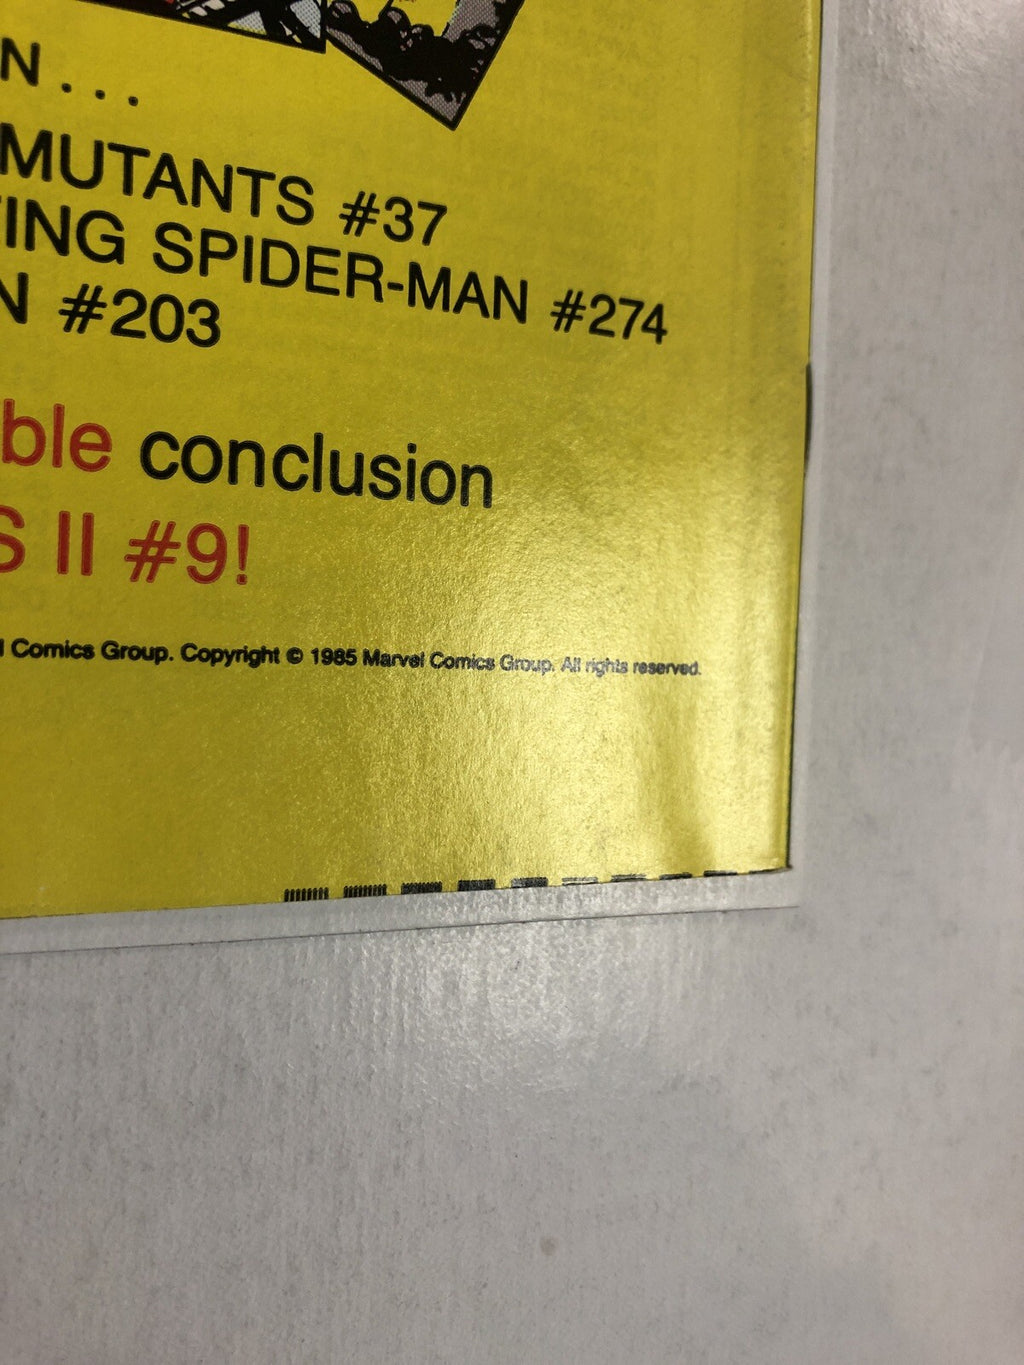 N...
MUTANTS #37
ING SPIDER-MAN #274
N #203
ble conclusion
S II #9!
l Comics Group. Copyright © 1985 Marvel Comics Group. All rights reserved.